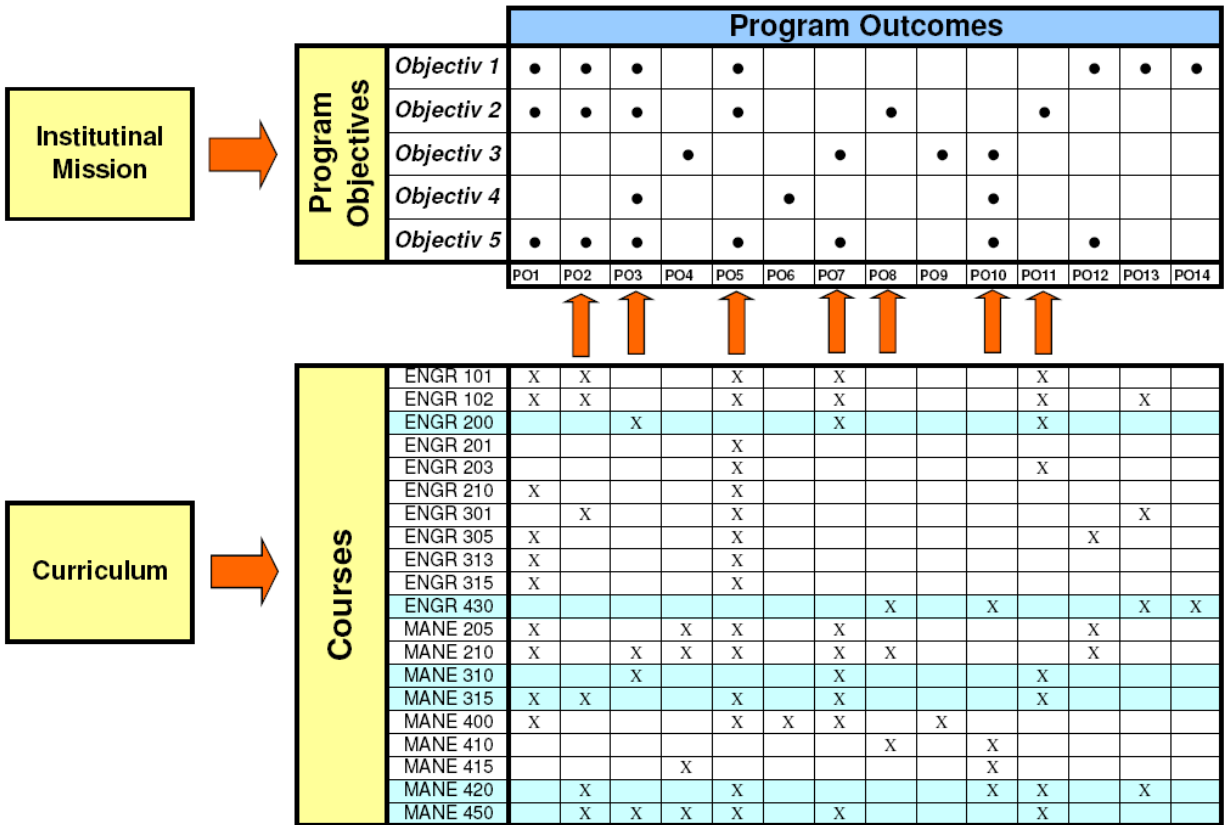 Program Outcomes
Institutinal
Mission
Program
Objectives
Objectiv 1 ● ● ● ● ● ● ●
Objectiv 2 ● ● ● ● ● ●
Objectiv 3 ● ● ● ●
Objectiv 4 ● ● ●
Objectiv 5 ● ● ● ● ● ● ●
PO1 PO2 PO3 PO4 PO5 PO6 PO7 PO8 PO9 PO10 PO11 PO12 PO13 PO14
Curriculum
Courses
ENGR 101 X X X X X
ENGR 102 X X X X X X
ENGR 200 X X X
ENGR 201 X
ENGR 203 X X
ENGR 210 X X
ENGR 301 X X X
ENGR 305 X X X
ENGR 313 X X
ENGR 315 X X
ENGR 430 X X X X
MANE 205 X X X X X
MANE 210 X X X X X X X
MANE 310 X X X
MANE 315 X X X X X
MANE 400 X X X X X
MANE 410 X X
MANE 415 X X
MANE 420 X X X X X
MANE 450 X X X X X X